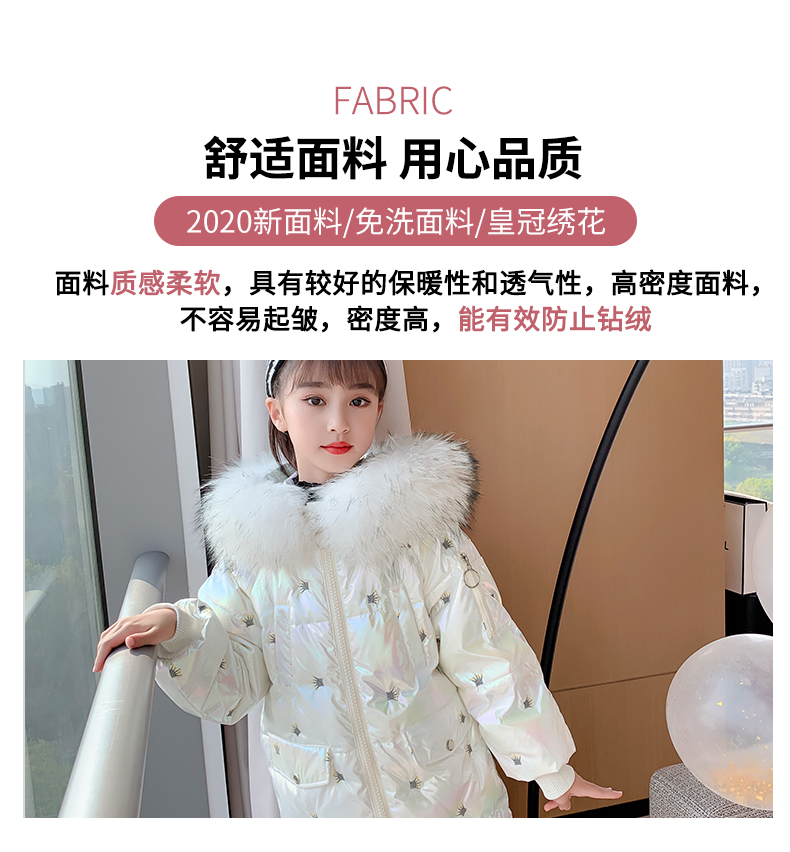 FABRIC
舒适面料 用心品质
2020新面料/免洗面料/皇冠绣花
面料质感柔软，具有较好的保暖性和透气性，高密度面料，
不容易起皱，密度高，能有效防止钻绒